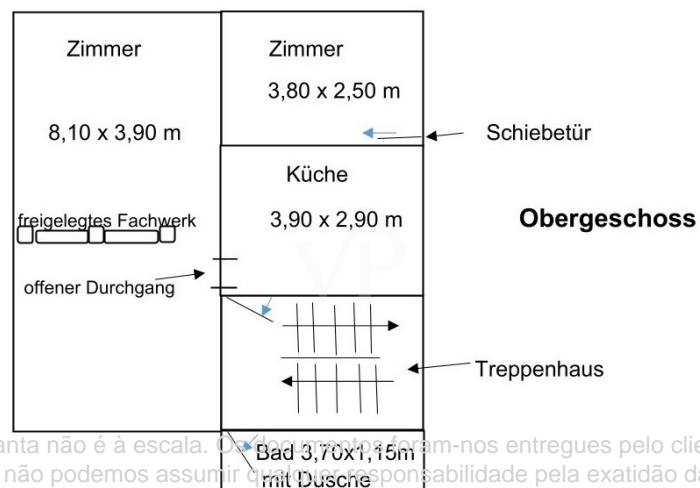 Zimmer
8,10 x 3,90 m
freigelegtes Fachwerk
offener Durchgang
Zimmer
3,80 x 2,50 m
Schiebetür
Küche
3,90 x 2,90 m
VP
Obergeschoss
Treppenhaus
Bad 3,70x1,15m
mit Dusche
anta não é à escala. Os documentos foram-nos entregues pelo clie
não podemos assumir qualquer responsabilidade pela exatidão d